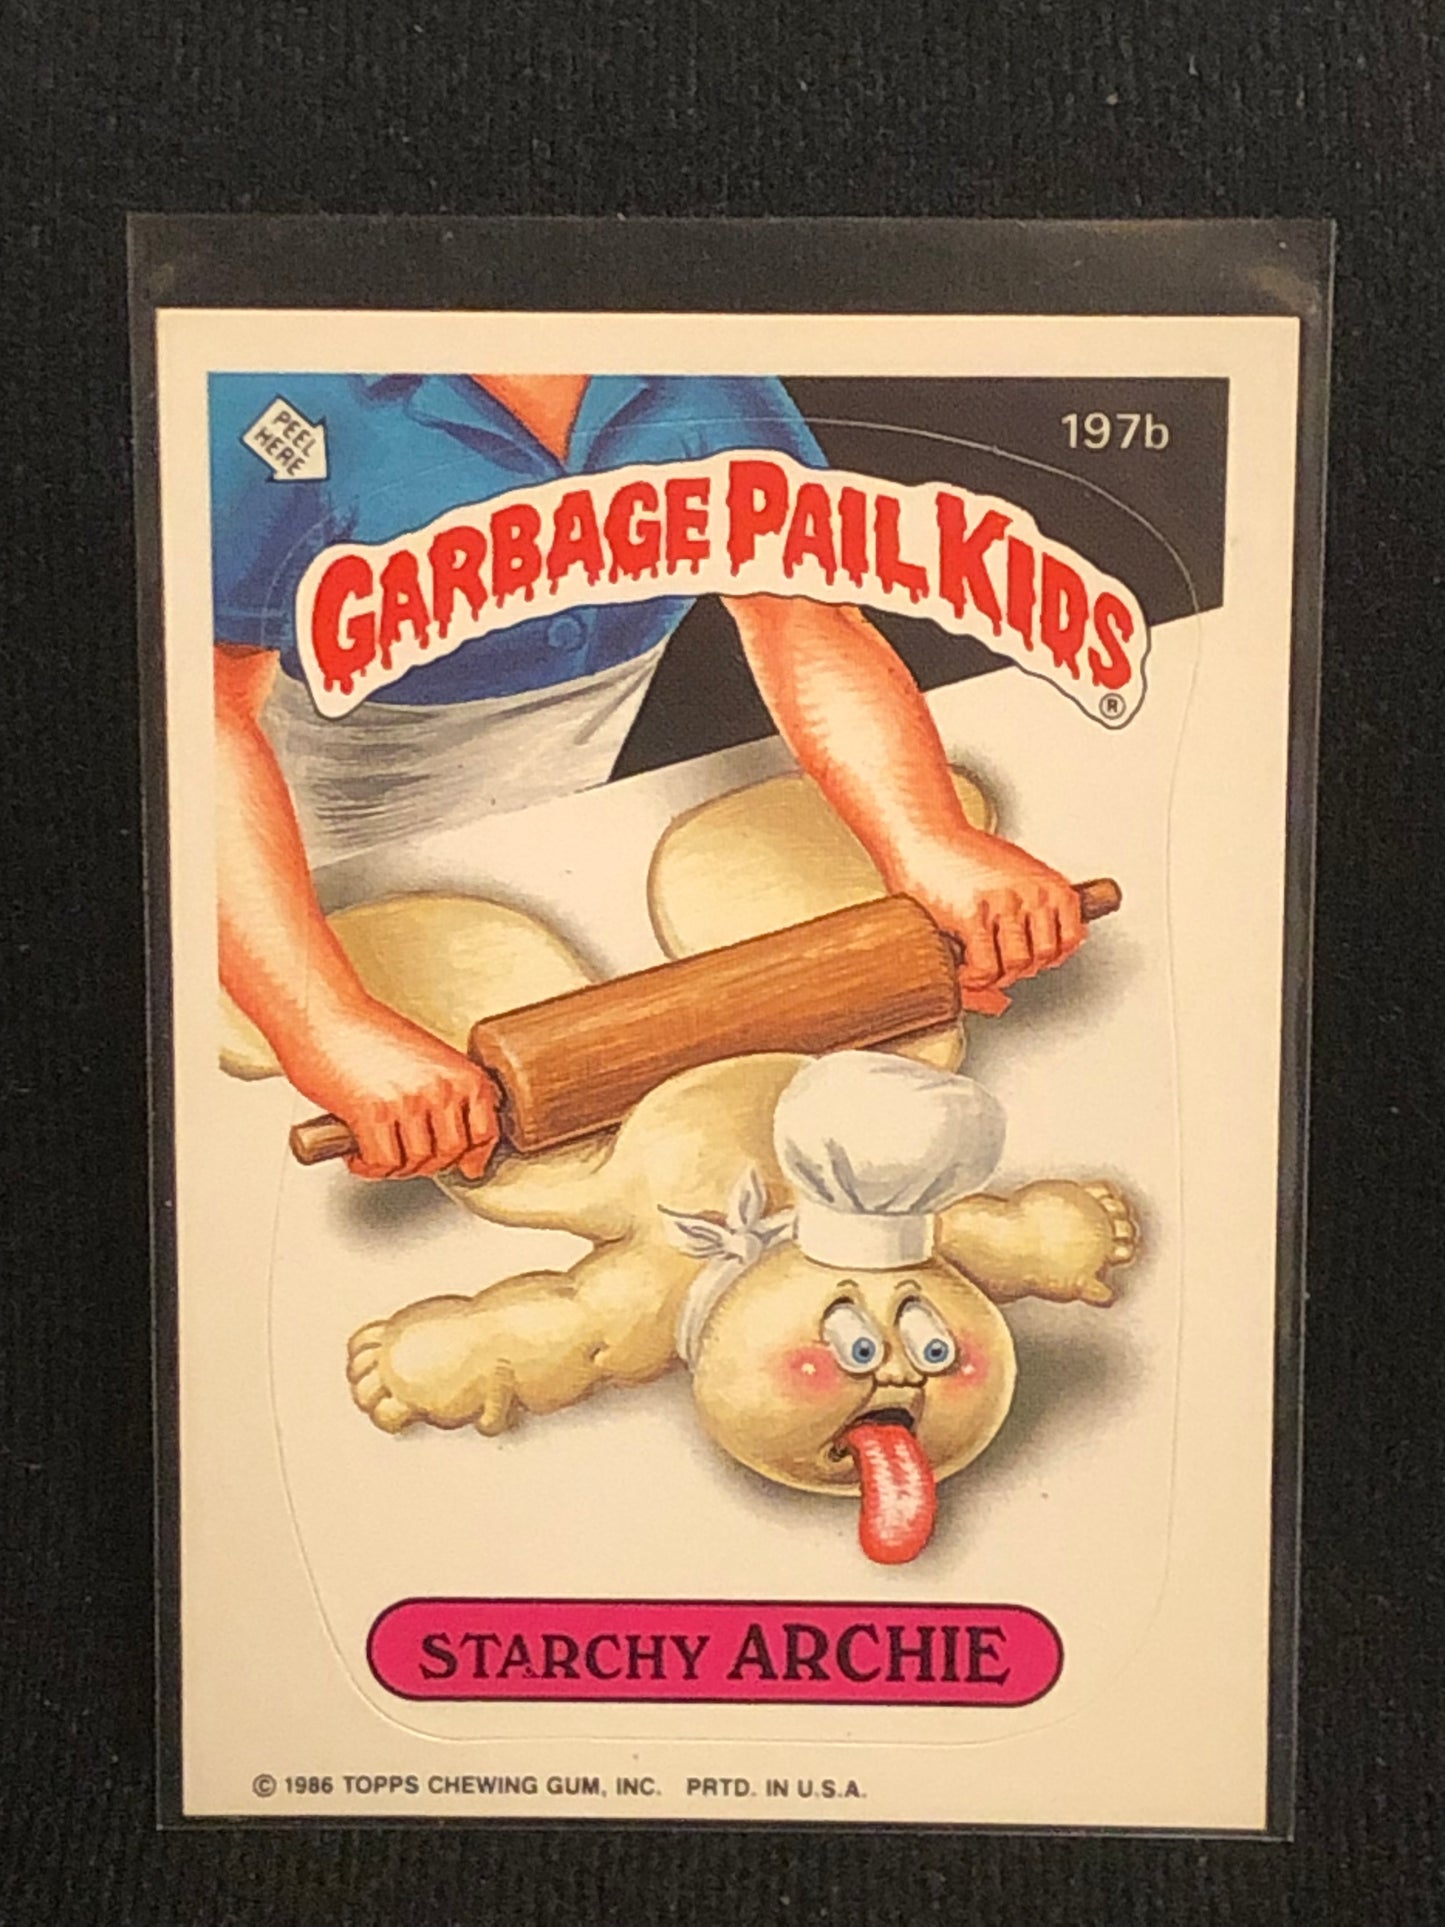 PEEL
HERE
197b
GARBAGE PAIL KIDS
®
STARCHY ARCHIE
© 1986 TOPPS CHEWING GUM, INC. PRTD. IN U.S.A.